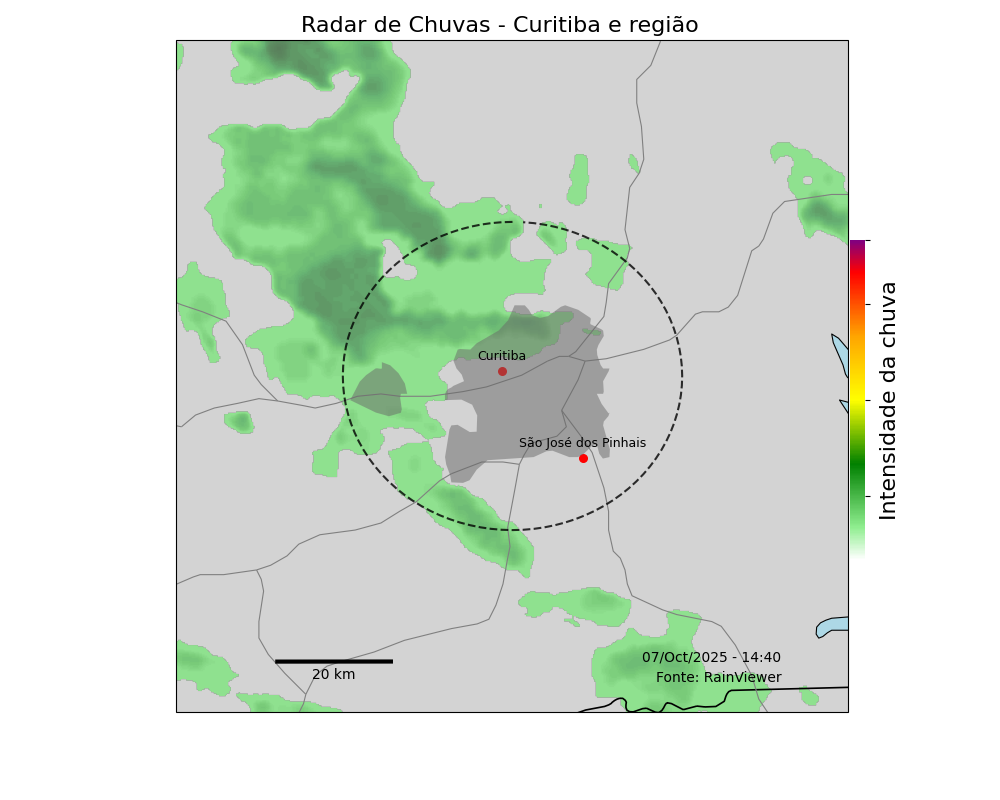 Radar de Chuvas - Curitiba e região
Curitiba
São José dos Pinhais
Intensidade da chuva
07/Oct/2025 - 14:40
Fonte: RainViewer
20 km